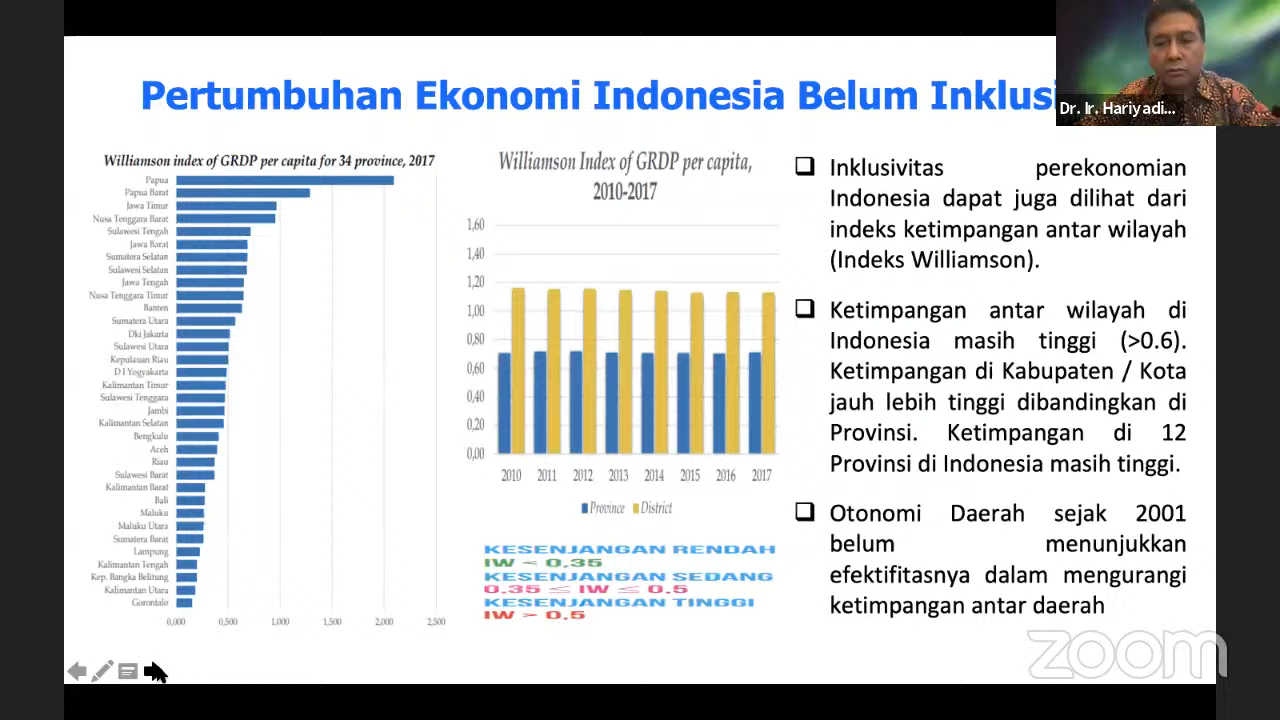 Pertumbuhan Ekonomi Indonesia Belum Inklusi
Dr. Ir. Hariyadi...
Williamson index of GRDP per capita for 34 province, 2017
Papua
Papua Barat
Jawa Timur
Nusa Tenggara Barat
Sulawesi Tengah
Jawa Barat
Sumatera Selatan
Sulawesi Selatan
Jawa Tengah
Nusa Tenggara Timur
Banten
Sumatera Utara
Dki Jakarta
Sulawesi Utara
Kepulauan Riau
D I Yogyakarta
Kalimantan Timur
Sulawesi Tenggara
Jambi
Kalimantan Selatan
Bengkulu
Aceh
Riau
Sulawesi Barat
Kalimantan Barat
Bali
Maluku
Maluku Utara
Sumatera Barat
Lampung
Kalimantan Tengah
Kep. Bangka Belitung
Kalimantan Utara
Gorontalo
0,000 0,500 1,000 1,500 2,000 2,500
Williamson Index of GRDP per capita,
2010-2017
1,60
1,40
1,20
1,00
0,80
0,60
0,40
0,20
0,00
2010 2011 2012 2013 2014 2015 2016 2017
Province District
KESENJANGAN RENDAH
IW < 0,35
KESENJANGAN SEDANG
0,35 ≤ IW ≤ 0,5
KESENJANGAN TINGGI
IW > 0,5
Inklusivitas perekonomian
Indonesia dapat juga dilihat dari
indeks ketimpangan antar wilayah
(Indeks Williamson).
Ketimpangan antar wilayah di
Indonesia masih tinggi (>0.6).
Ketimpangan di Kabupaten / Kota
jauh lebih tinggi dibandingkan di
Provinsi. Ketimpangan di 12
Provinsi di Indonesia masih tinggi.
Otonomi Daerah sejak 2001
belum menunjukkan
efektifitasnya dalam mengurangi
ketimpangan antar daerah
zoom